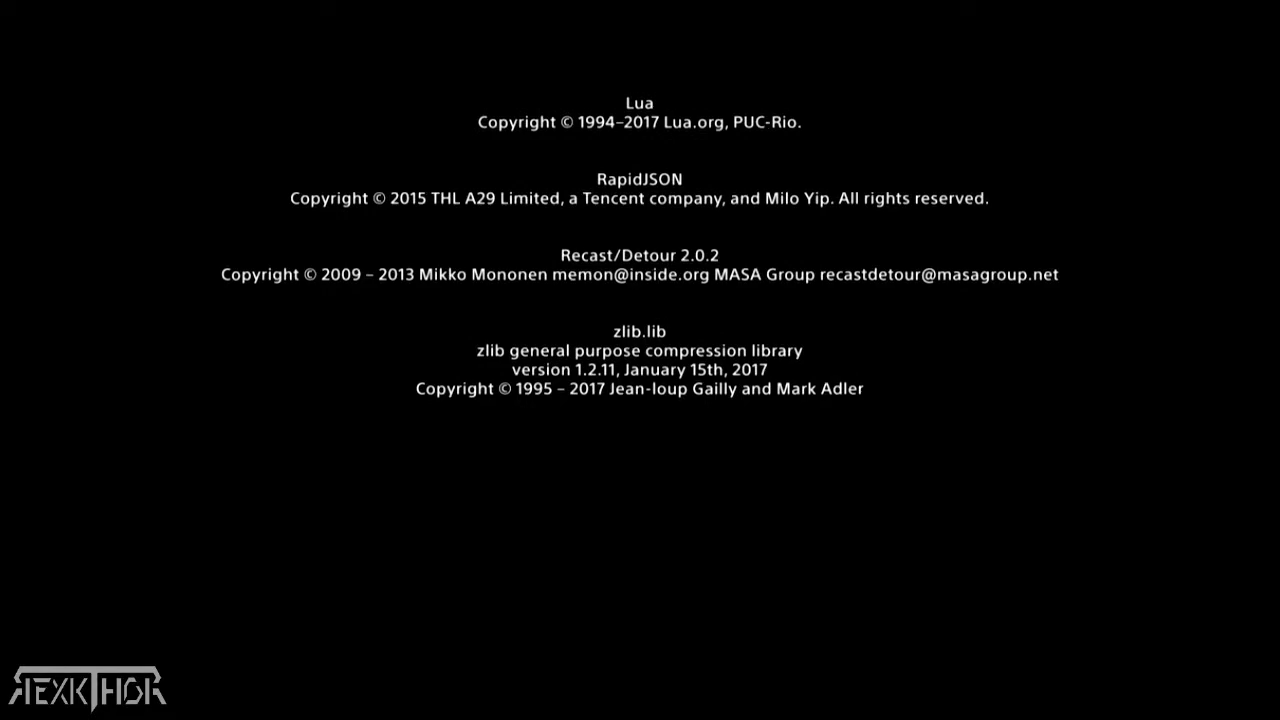 Lua
Copyright © 1994–2017 Lua.org, PUC-Rio.
RapidJSON
Copyright © 2015 THL A29 Limited, a Tencent company, and Milo Yip. All rights reserved.
Recast/Detour 2.0.2
Copyright © 2009 – 2013 Mikko Mononen memon@inside.org MASA Group recastdetour@masagroup.net
zlib.lib
zlib general purpose compression library
version 1.2.11, January 15th, 2017
Copyright © 1995 – 2017 Jean-loup Gailly and Mark Adler